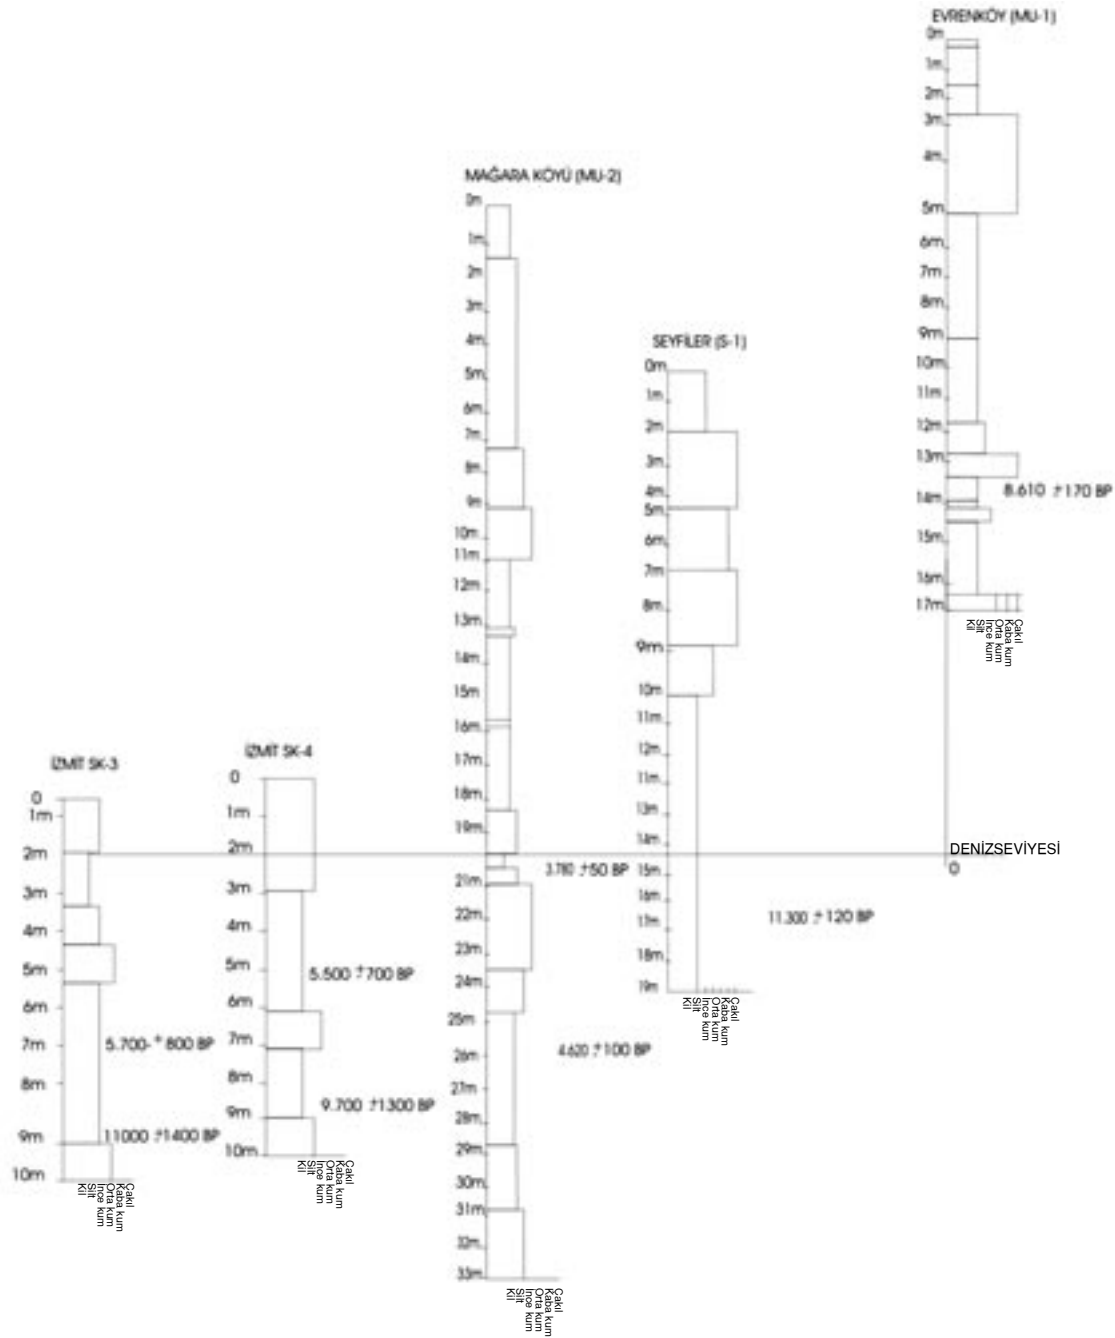 EVRENKÖY (MU-1)
0m
1m
2m
3m
4m
5m
6m
7m
8m
9m
10m
11m
12m
13m
14m
15m
16m
17m
8.610 ∓170 BP
Kil
Silt
İnce kum
Orta kum
Kaba kum
Çakıl
DENİZSEVİYESİ
0
MAĞARA KÖYÜ (MU-2)
0m
1m
2m
3m
4m
5m
6m
7m
8m
9m
10m
11m
12m
13m
14m
15m
16m
17m
18m
19m
21m
22m
23m
24m
25m
26m
27m
28m
29m
30m
31m
32m
33m
3.780 ∓50 BP
4.620 ∓100 BP
Kil
Silt
İnce kum
Orta kum
Kaba kum
Çakıl
SEYFİLER (S-1)
0m
1m
2m
3m
4m
5m
6m
7m
8m
9m
10m
11m
12m
11m
13m
14m
15m
16m
17m
18m
19m
11.300 ∓120 BP
Kil
Silt
İnce kum
Orta kum
Kaba kum
Çakıl
İZMİT SK-3
0
1m
2m
3m
4m
5m
6m
7m
8m
9m
10m
5.700-⁺ 800 BP
11000 ∓1400 BP
Kil
Silt
İnce kum
Orta kum
Kaba kum
Çakıl
İZMİT SK-4
0
1m
2m
3m
4m
5m
6m
7m
8m
9m
10m
5.500 ∓700 BP
9.700 ∓1300 BP
Kil
Silt
İnce kum
Orta kum
Kaba kum
Çakıl